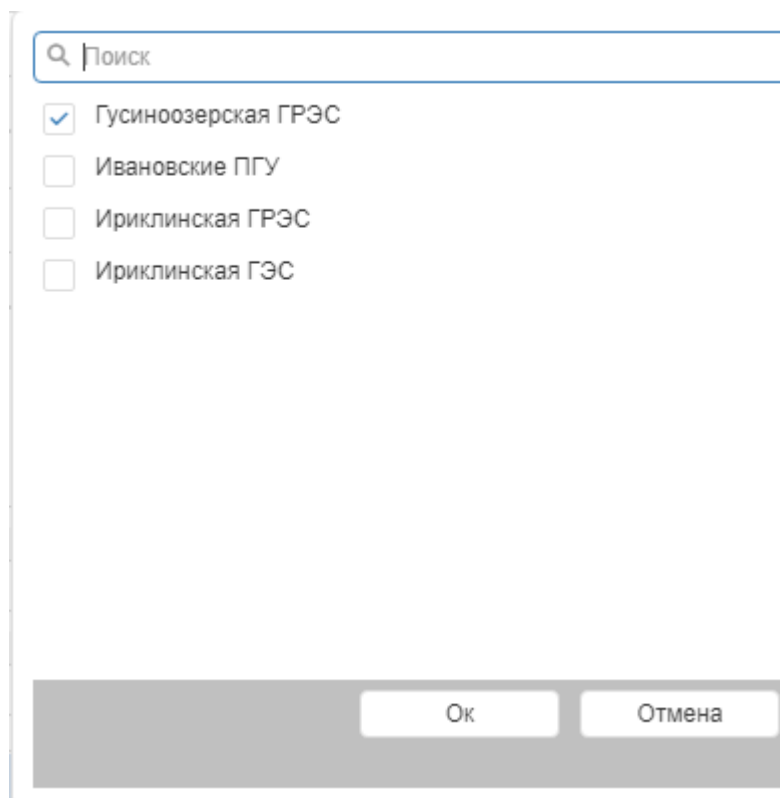 Поиск
Гусиноозерская ГРЭС
Ивановские ПГУ
Ириклинская ГРЭС
Ириклинская ГЭС
Ок Отмена